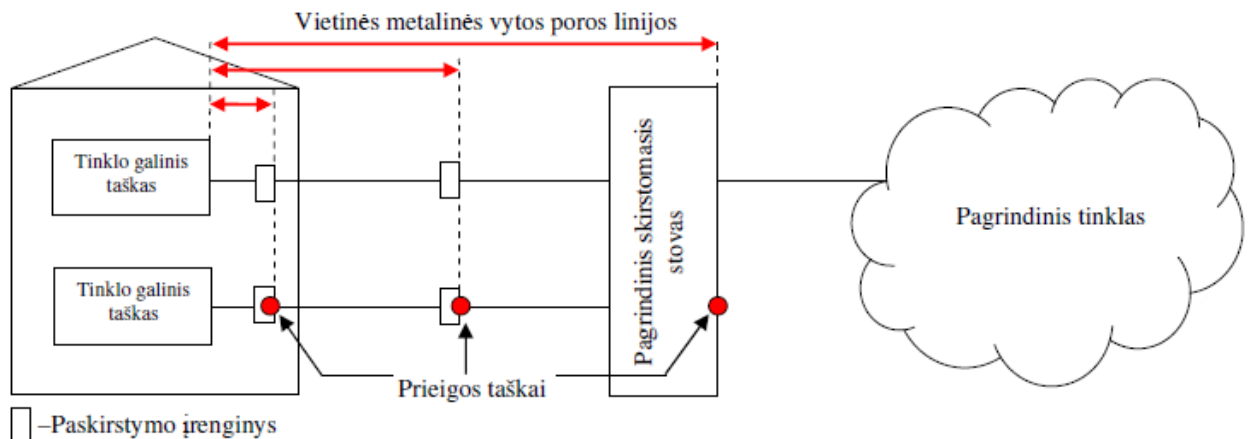 Vietinės metalinės vytos poros linijos
Tinklo galinis
taškas
Tinklo galinis
taškas
Pagrindinis skirstomasis
stovas
Pagrindinis tinklas
Prieigos taškai
–Paskirstymo įrenginys